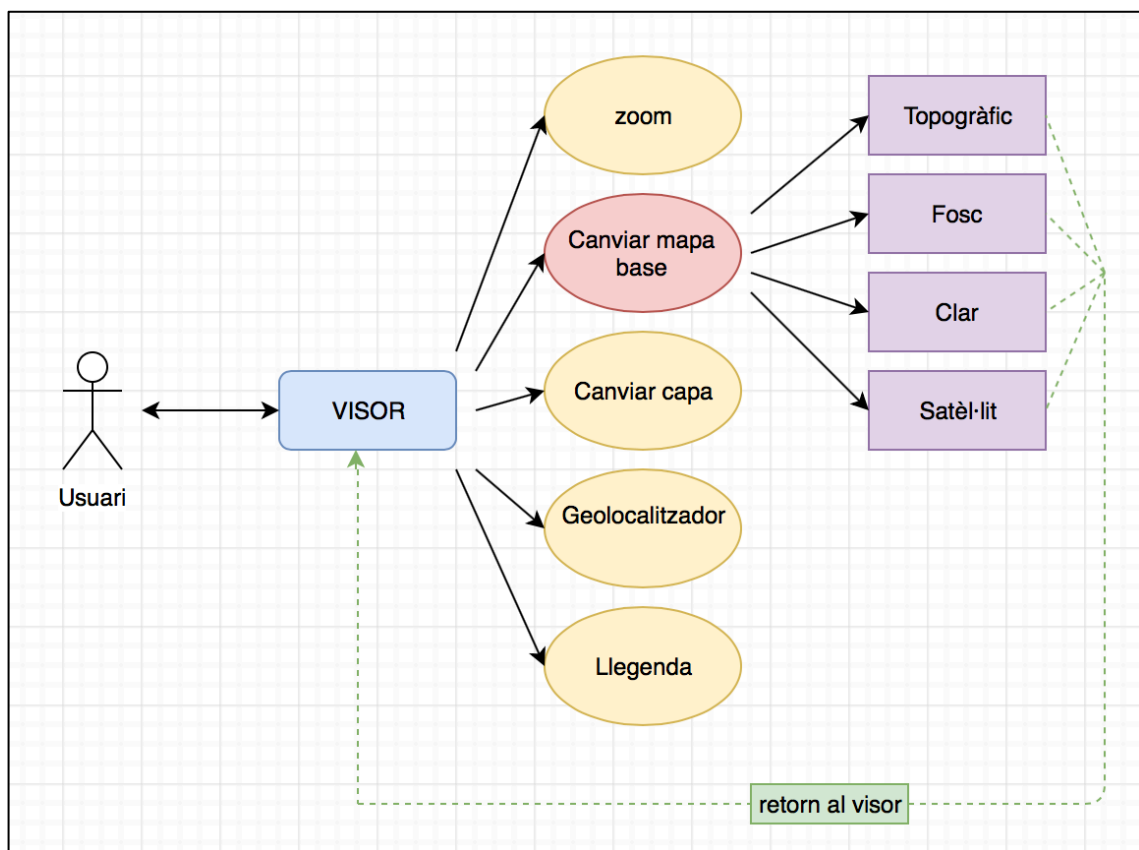 zoom
Canviar mapa
base
Canviar capa
Geolocalitzador
Llegenda
Topogràfic
Fosc
Clar
Satèl·lit
VISOR
Usuari
retorn al visor